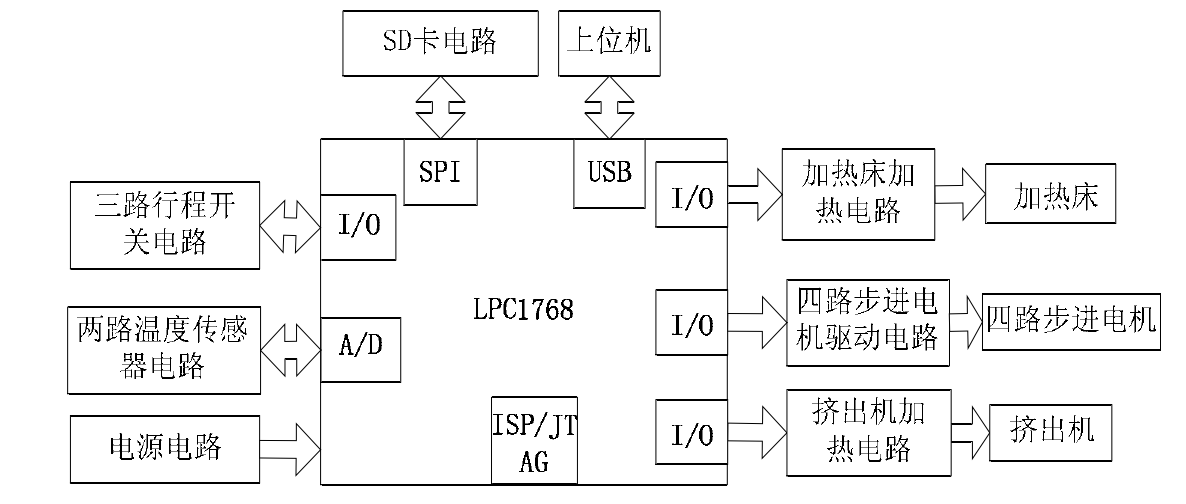 SD卡电路
上位机
SPI
USB
三路行程开
关电路
I/O
I/O
加热床加
热电路
加热床
LPC1768
两路温度传感
器电路
A/D
I/O
四路步进电
机驱动电路
四路步进电机
电源电路
ISP/JT
AG
I/O
挤出机加
热电路
挤出机